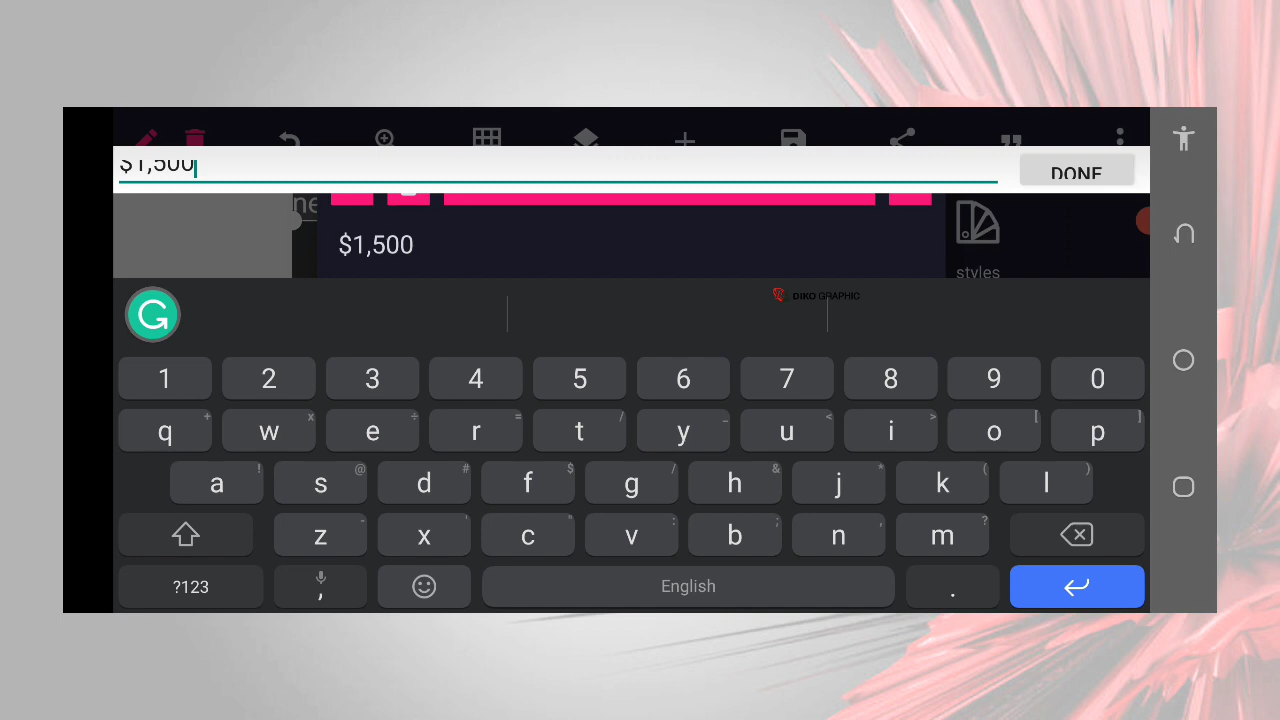 $1,500
DONE
ne
$1,500
styles
DIKO GRAPHIC
1 2 3 4 5 6 7 8 9 0
+ x ÷ = / _ < > [ ]
q w e r t y u i o p
! @ # $ / & * ( )
a s d f g h j k l
- ' " : ; , ?
z x c v b n m
?123 , English .